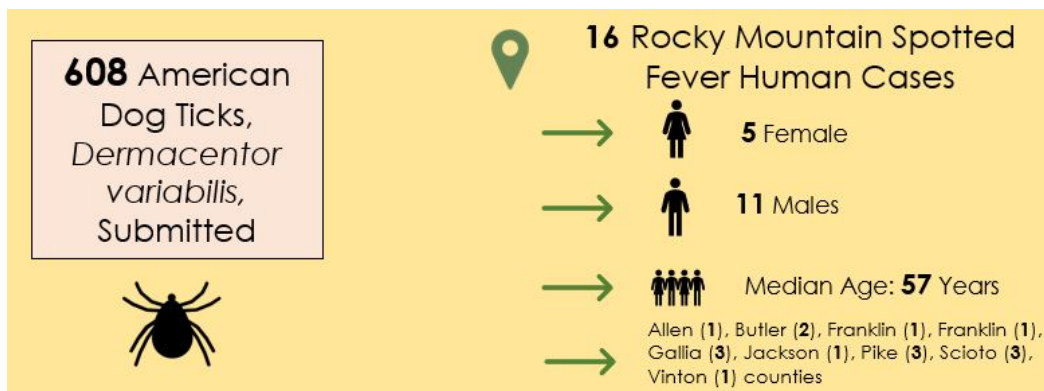 608 American
Dog Ticks,
Dermacentor
variabilis,
Submitted
16 Rocky Mountain Spotted
Fever Human Cases
5 Female
11 Males
Median Age: 57 Years
Allen (1), Butler (2), Franklin (1), Franklin (1),
Gallia (3), Jackson (1), Pike (3), Scioto (3),
Vinton (1) counties